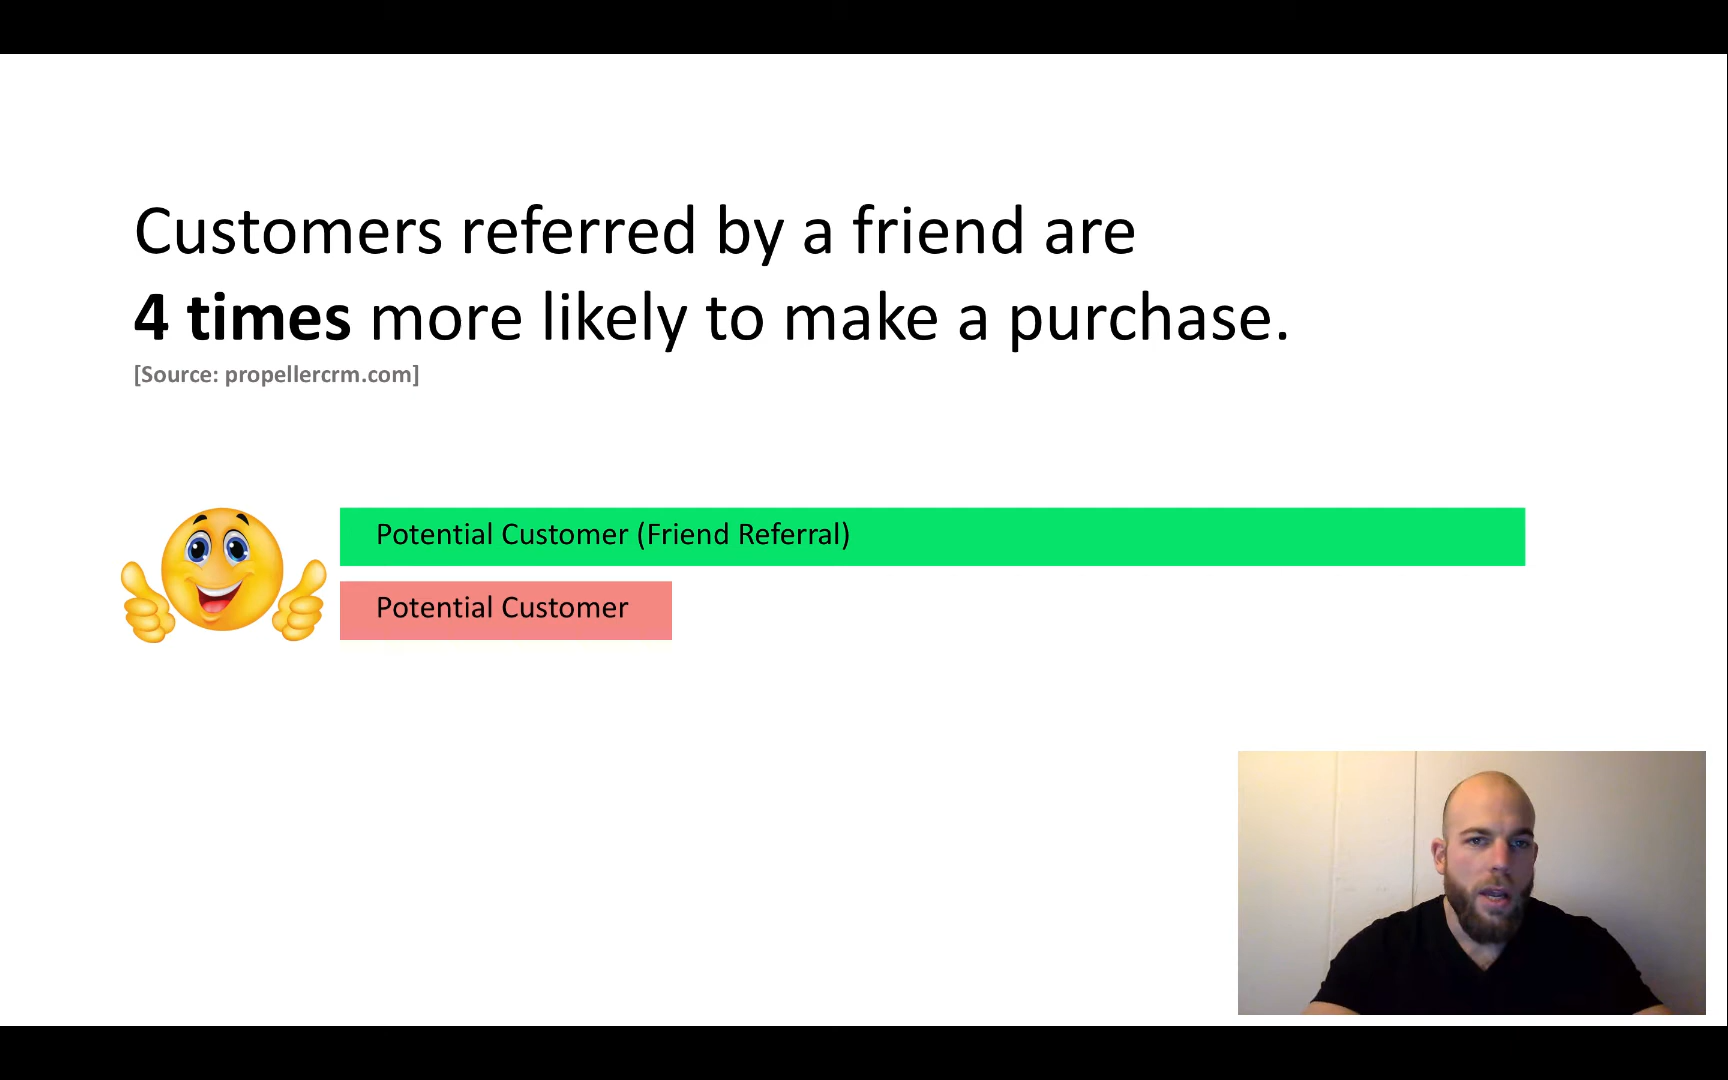 Customers referred by a friend are
4 times more likely to make a purchase.
[Source: propellercrm.com]
Potential Customer (Friend Referral)
Potential Customer